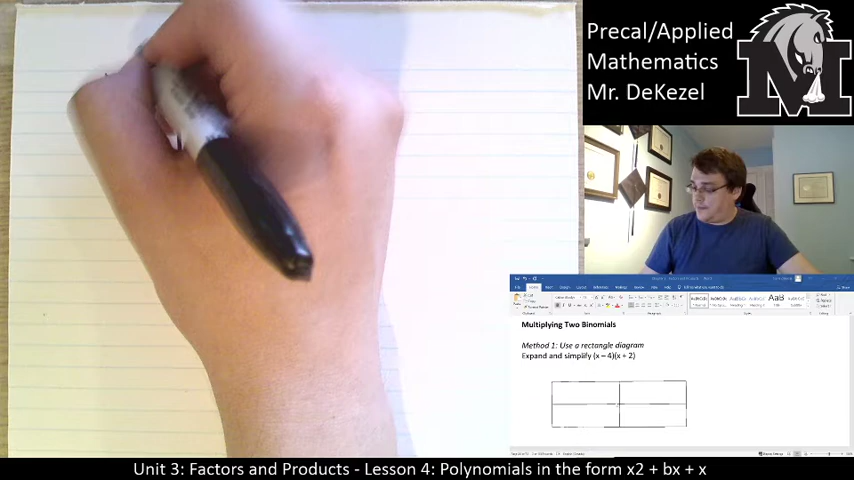 Precal/Applied
Mathematics
Mr. DeKezel
M
Multiplying Two Binomials
Method 1: Use a rectangle diagram
Expand and simplify (x – 4)(x + 2)
Unit 3: Factors and Products - Lesson 4: Polynomials in the form x2 + bx + x